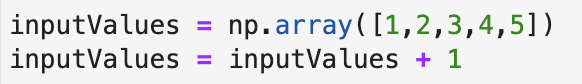 inputValues = np.array([1,2,3,4,5])
inputValues = inputValues + 1